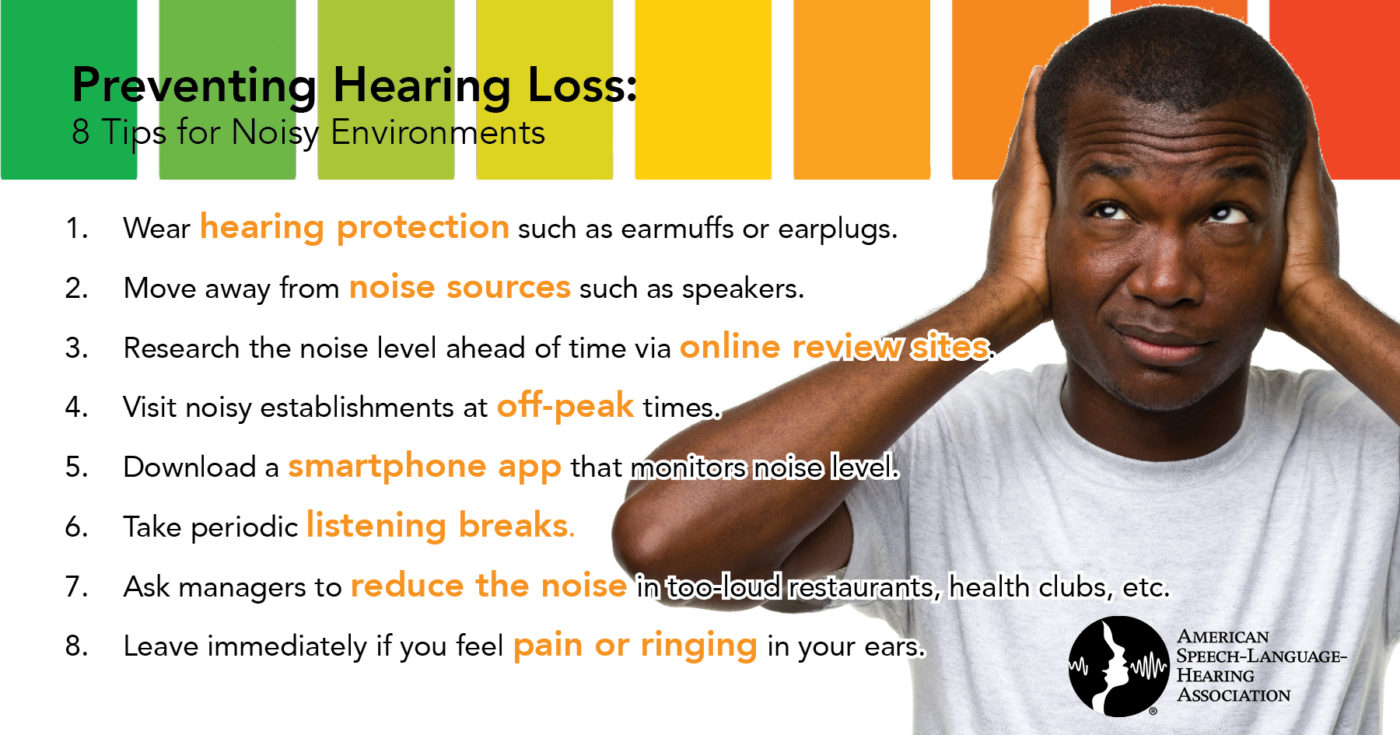 Preventing Hearing Loss:
8 Tips for Noisy Environments
1. Wear hearing protection such as earmuffs or earplugs.
2. Move away from noise sources such as speakers.
3. Research the noise level ahead of time via online review sites.
4. Visit noisy establishments at off-peak times.
5. Download a smartphone app that monitors noise level.
6. Take periodic listening breaks.
7. Ask managers to reduce the noise in too-loud restaurants, health clubs, etc.
8. Leave immediately if you feel pain or ringing in your ears.
AMERICAN
SPEECH-LANGUAGE-
HEARING
ASSOCIATION
®